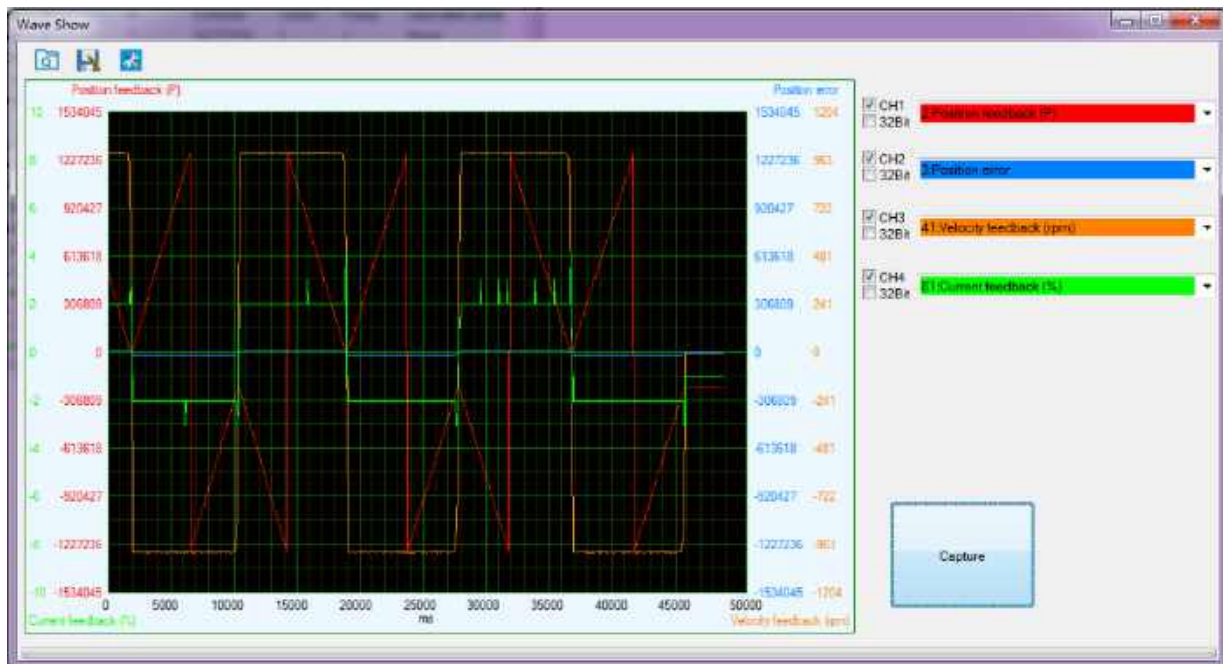 Wave Show
Position feedback (P)
Position error
10 1534045
1534045 1204
8 1227236
1227236 963
6 920427
920427 722
4 613618
613618 481
2 306809
306809 241
0 0
0 0
-2 -306809
-306809 -241
-4 -613618
-613618 -481
-6 -920427
-920427 -722
-8 -1227236
-1227236 -963
-10 -1534045
-1534045 -1204
0 5000 10000 15000 20000 25000 30000 35000 40000 45000 50000
ms
Current feedback (%)
Velocity feedback (rpm)
CH1
32Bit
2:Position feedback (P)
CH2
32Bit
3:Position error
CH3
32Bit
41:Velocity feedback (rpm)
CH4
32Bit
:Current feedback (%)
Capture